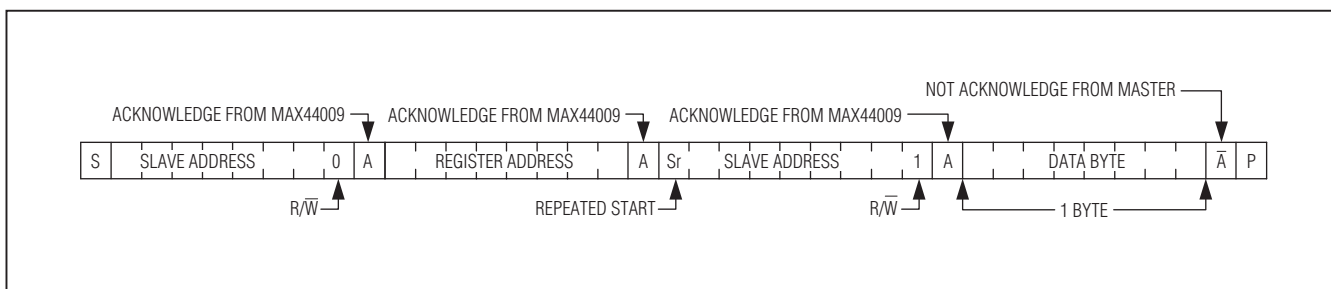 NOT ACKNOWLEDGE FROM MASTER
ACKNOWLEDGE FROM MAX44009 ACKNOWLEDGE FROM MAX44009 ACKNOWLEDGE FROM MAX44009
S SLAVE ADDRESS 0 A REGISTER ADDRESS A Sr SLAVE ADDRESS 1 A DATA BYTE A̅ P
R/W̅ REPEATED START R/W̅ 1 BYTE